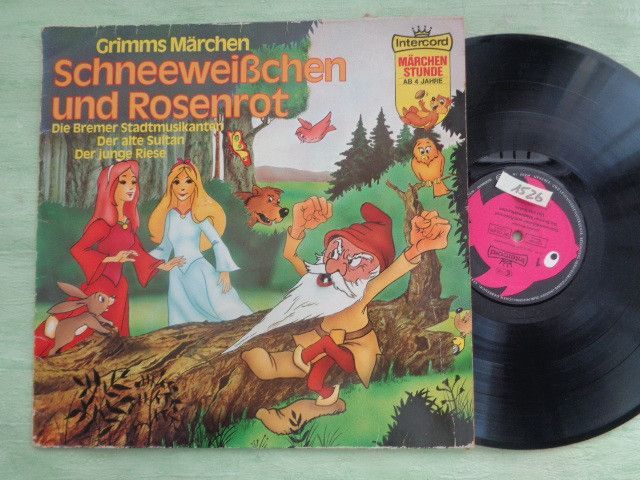 Grimms Märchen
Schneeweißchen
und Rosenrot
Die Bremer Stadtmusikanten
Der alte Sultan
Der junge Riese
Intercord
MÄRCHEN
STUNDE
AB 4 JAHRE
1526
Intercord